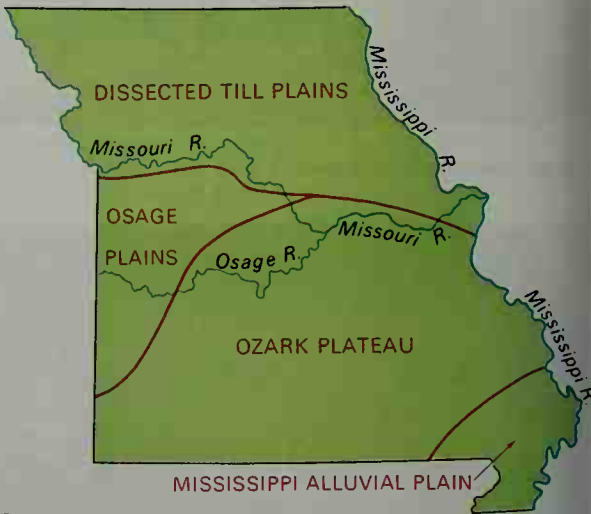 DISSECTED TILL PLAINS
Mississippi R.
Missouri R.
OSAGE
PLAINS
Osage R.
Missouri R.
Mississippi R.
OZARK PLATEAU
MISSISSIPPI ALLUVIAL PLAIN